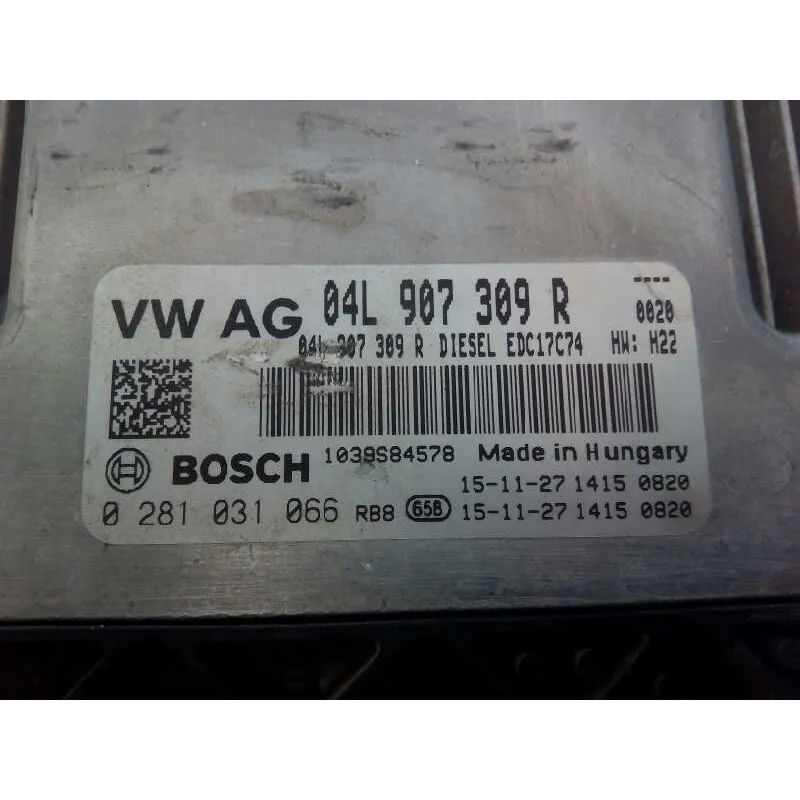 VW AG 04L 907 309 R ----
0020
04L 907 309 R DIESEL EDC17C74 HW: H22
1039S84578 Made in Hungary
BOSCH
15-11-27 1415 0820
0 281 031 066 RB8 658 15-11-27 1415 0820